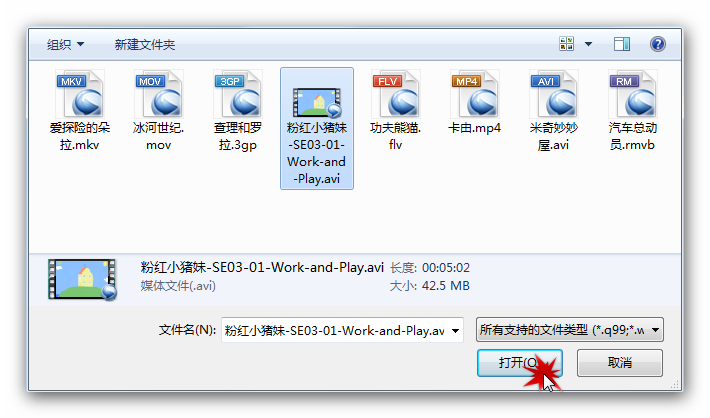 组织 新建文件夹
MKV MOV 3GP FLV MP4 AVI RM
爱探险的朵
拉.mkv
冰河世纪.
mov
查理和罗
拉.3gp
粉红小猪妹
-SE03-01-
Work-and
-Play.avi
功夫熊猫.
flv
卡由.mp4
米奇妙妙
屋.avi
汽车总动
员.rmvb
粉红小猪妹-SE03-01-Work-and-Play.avi 长度: 00:05:02
媒体文件(.avi) 大小: 42.5 MB
文件名(N): 粉红小猪妹-SE03-01-Work-and-Play.av 所有支持的文件类型 (*.q99;*.w
打开(O 取消